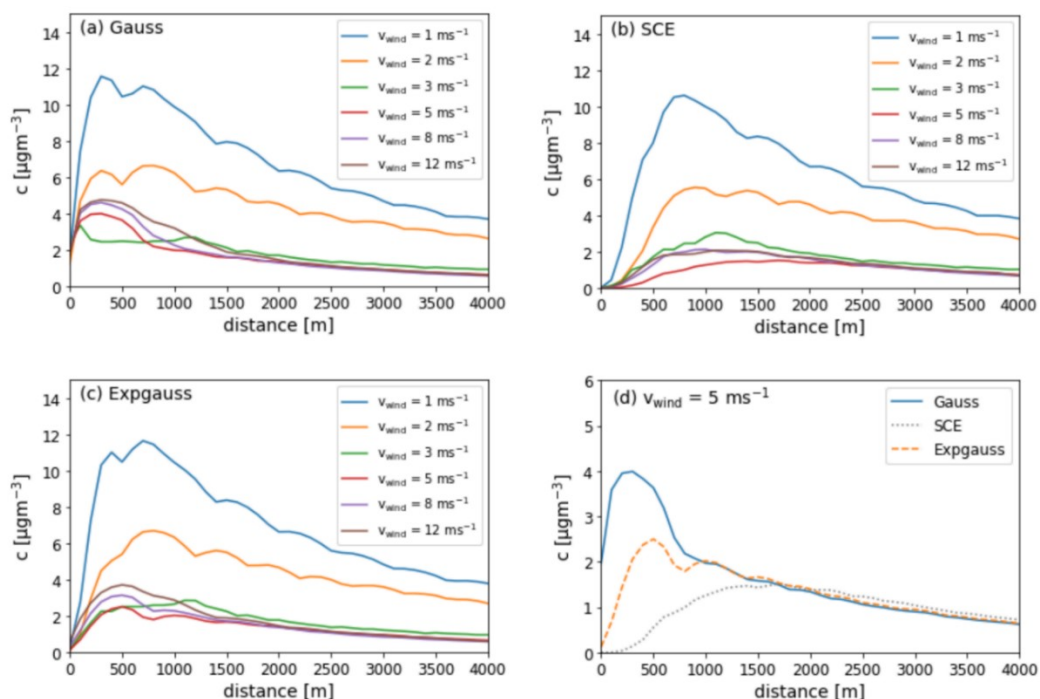 (a) Gauss
v_wind = 1 ms⁻¹
v_wind = 2 ms⁻¹
v_wind = 3 ms⁻¹
v_wind = 5 ms⁻¹
v_wind = 8 ms⁻¹
v_wind = 12 ms⁻¹
c [µgm⁻³]
14
12
10
8
6
4
2
0
0 500 1000 1500 2000 2500 3000 3500 4000
distance [m]
(b) SCE
v_wind = 1 ms⁻¹
v_wind = 2 ms⁻¹
v_wind = 3 ms⁻¹
v_wind = 5 ms⁻¹
v_wind = 8 ms⁻¹
v_wind = 12 ms⁻¹
c [µgm⁻³]
14
12
10
8
6
4
2
0
0 500 1000 1500 2000 2500 3000 3500 4000
distance [m]
(c) Expgauss
v_wind = 1 ms⁻¹
v_wind = 2 ms⁻¹
v_wind = 3 ms⁻¹
v_wind = 5 ms⁻¹
v_wind = 8 ms⁻¹
v_wind = 12 ms⁻¹
c [µgm⁻³]
14
12
10
8
6
4
2
0
0 500 1000 1500 2000 2500 3000 3500 4000
distance [m]
(d) v_wind = 5 ms⁻¹
Gauss
SCE
Expgauss
c [µgm⁻³]
6
5
4
3
2
1
0
0 500 1000 1500 2000 2500 3000 3500 4000
distance [m]